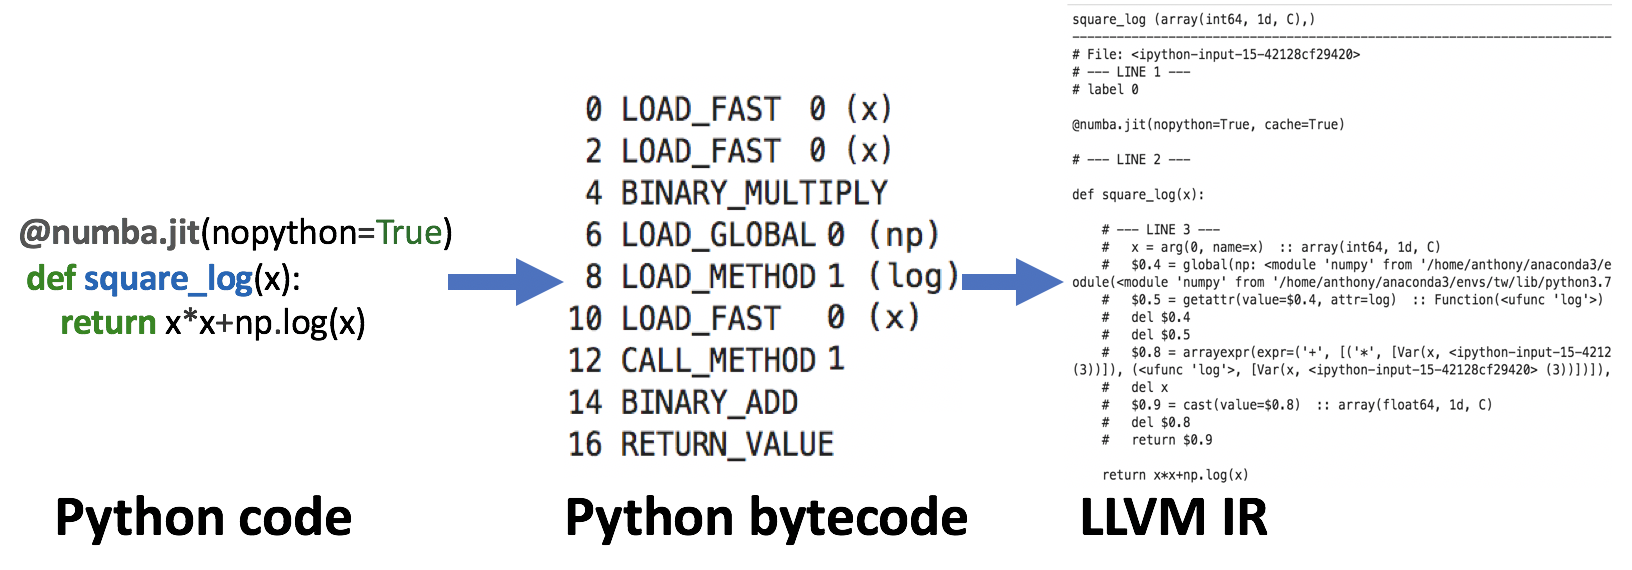 @numba.jit(nopython=True)
def square_log(x):
return x*x+np.log(x)
Python code
0 LOAD_FAST 0 (x)
2 LOAD_FAST 0 (x)
4 BINARY_MULTIPLY
6 LOAD_GLOBAL 0 (np)
8 LOAD_METHOD 1 (log)
10 LOAD_FAST 0 (x)
12 CALL_METHOD 1
14 BINARY_ADD
16 RETURN_VALUE
Python bytecode
square_log (array(int64, 1d, C),)
--------------------------------------------------------------------------------
# File: <ipython-input-15-42128cf29420>
# --- LINE 1 ---
# label 0
@numba.jit(nopython=True, cache=True)
# --- LINE 2 ---
def square_log(x):
# --- LINE 3 ---
# x = arg(0, name=x) :: array(int64, 1d, C)
# $0.4 = global(np: <module 'numpy' from '/home/anthony/anaconda3/e
odule(<module 'numpy' from '/home/anthony/anaconda3/envs/tw/lib/python3.7
# $0.5 = getattr(value=$0.4, attr=log) :: Function(<ufunc 'log'>)
# del $0.4
# del $0.5
# $0.8 = arrayexpr(expr=('+', [('*', [Var(x, <ipython-input-15-4212
(3))]), (<ufunc 'log'>, [Var(x, <ipython-input-15-42128cf29420> (3))])]),
# del x
# $0.9 = cast(value=$0.8) :: array(float64, 1d, C)
# del $0.8
# return $0.9
return x*x+np.log(x)
LLVM IR